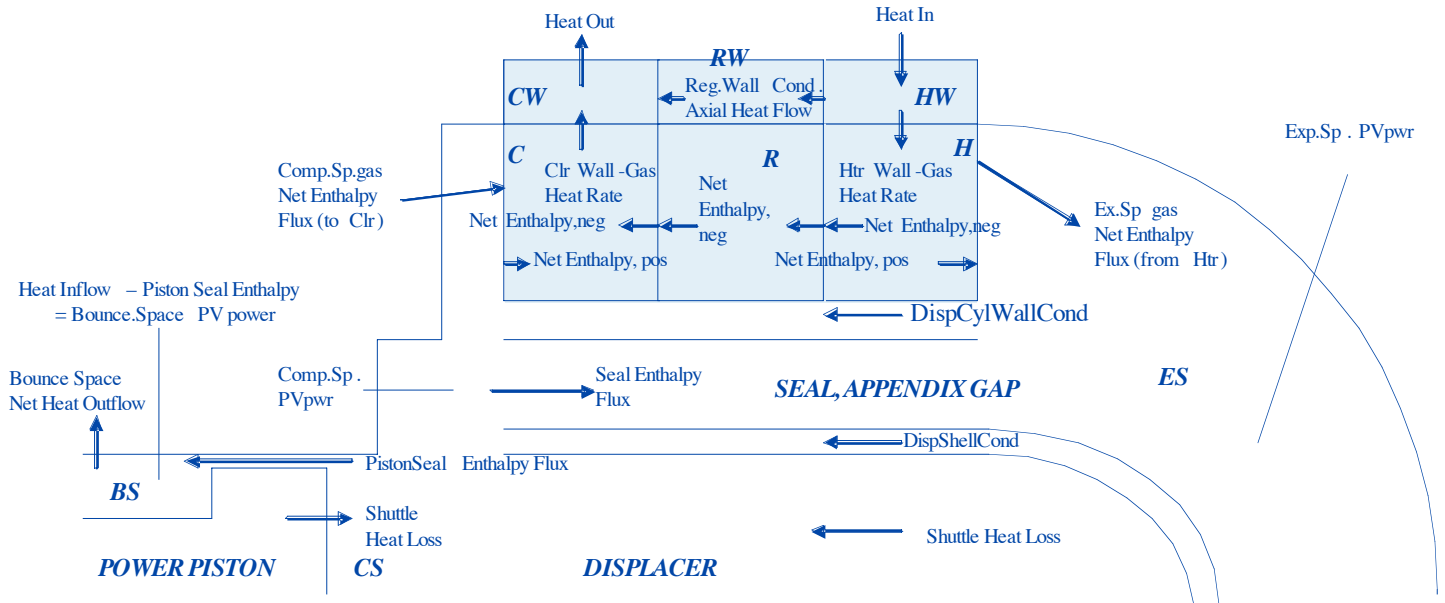 Heat Out
Heat In
RW
CW
Reg.Wall Cond.
Axial Heat Flow
HW
Exp.Sp . PVpwr
C
R
H
Comp.Sp.gas
Net Enthalpy
Flux (to Clr)
Clr Wall -Gas
Heat Rate
Net
Enthalpy,
neg
Htr Wall -Gas
Heat Rate
Net Enthalpy,neg
Net Enthalpy,neg
Ex.Sp gas
Net Enthalpy
Flux (from Htr)
Net Enthalpy, pos
Net Enthalpy, pos
Heat Inflow – Piston Seal Enthalpy
= Bounce.Space PV power
DispCylWallCond
Bounce Space
Net Heat Outflow
Comp.Sp .
PVpwr
Seal Enthalpy
Flux
SEAL, APPENDIX GAP
ES
DispShellCond
PistonSeal Enthalpy Flux
BS
Shuttle
Heat Loss
Shuttle Heat Loss
POWER PISTON
CS
DISPLACER